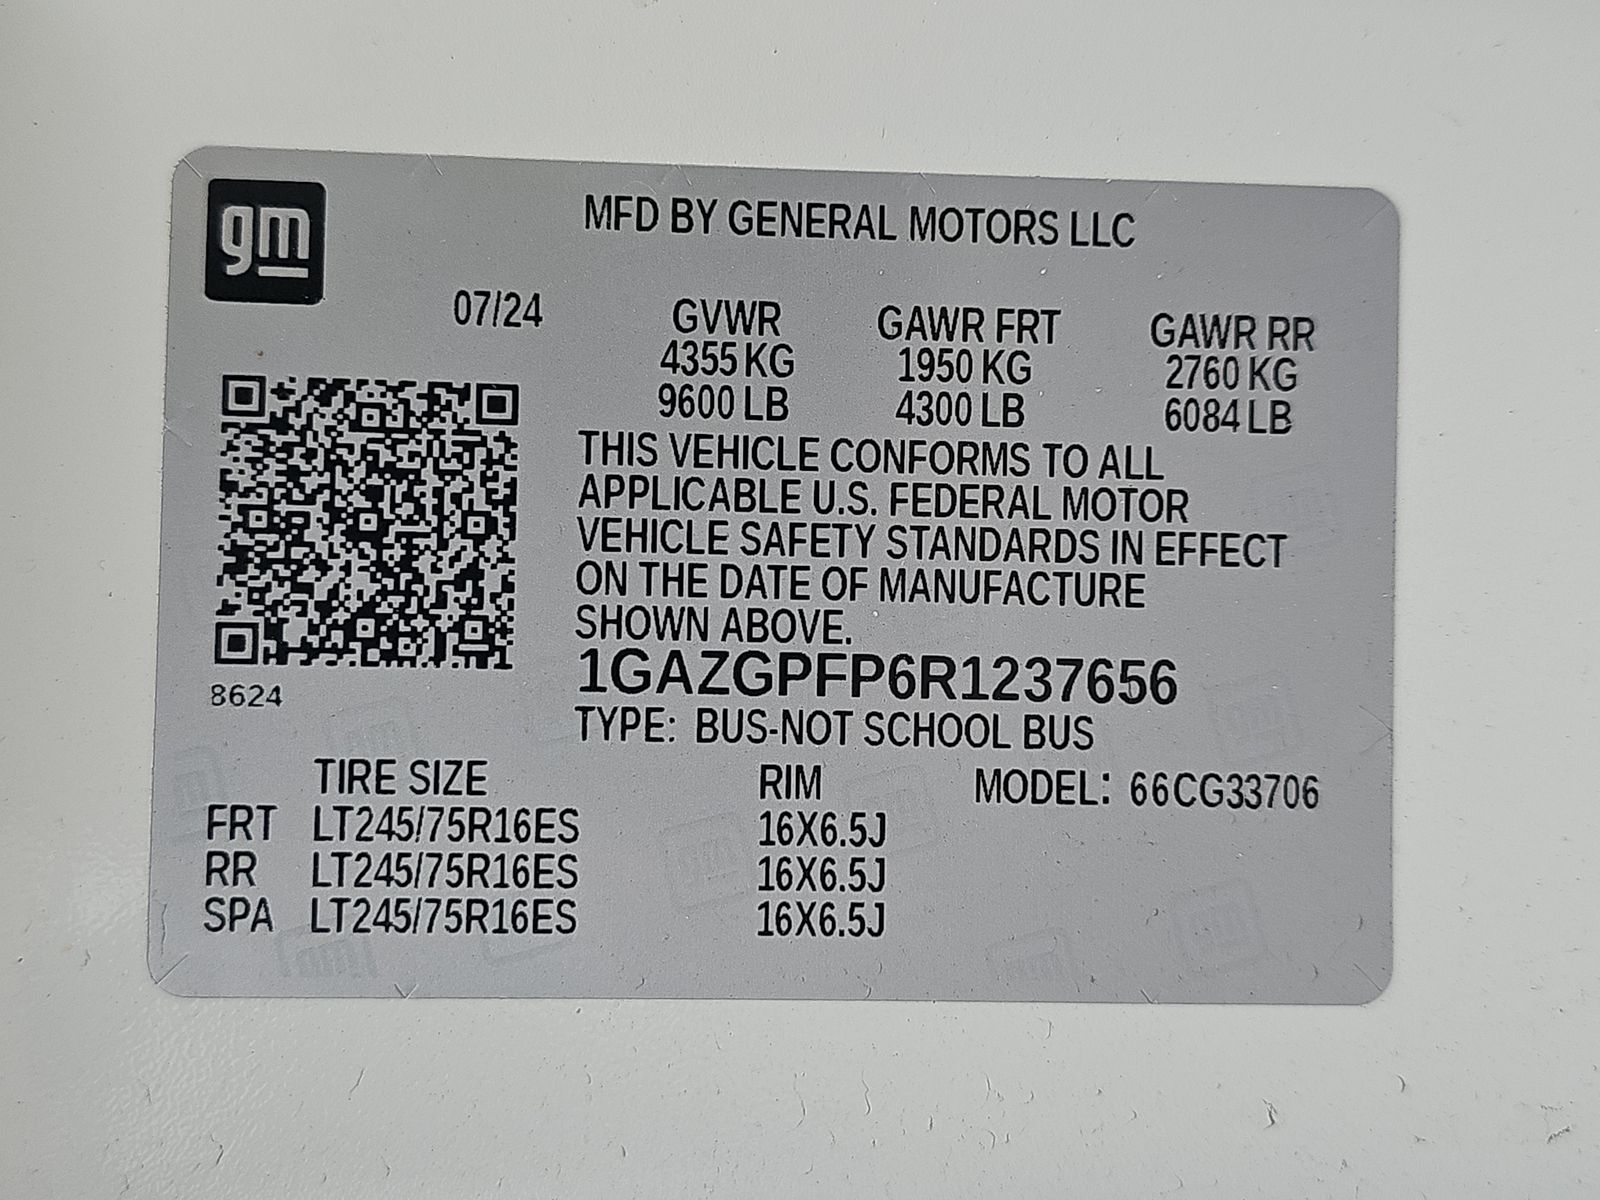 gm
MFD BY GENERAL MOTORS LLC
07/24 GVWR GAWR FRT GAWR RR
4355 KG 1950 KG 2760 KG
9600 LB 4300 LB 6084 LB
THIS VEHICLE CONFORMS TO ALL
APPLICABLE U.S. FEDERAL MOTOR
VEHICLE SAFETY STANDARDS IN EFFECT
ON THE DATE OF MANUFACTURE
SHOWN ABOVE.
1GAZGPFP6R1237656
8624
TYPE: BUS-NOT SCHOOL BUS
TIRE SIZE RIM MODEL: 66CG33706
FRT LT245/75R16ES 16X6.5J
RR LT245/75R16ES 16X6.5J
SPA LT245/75R16ES 16X6.5J